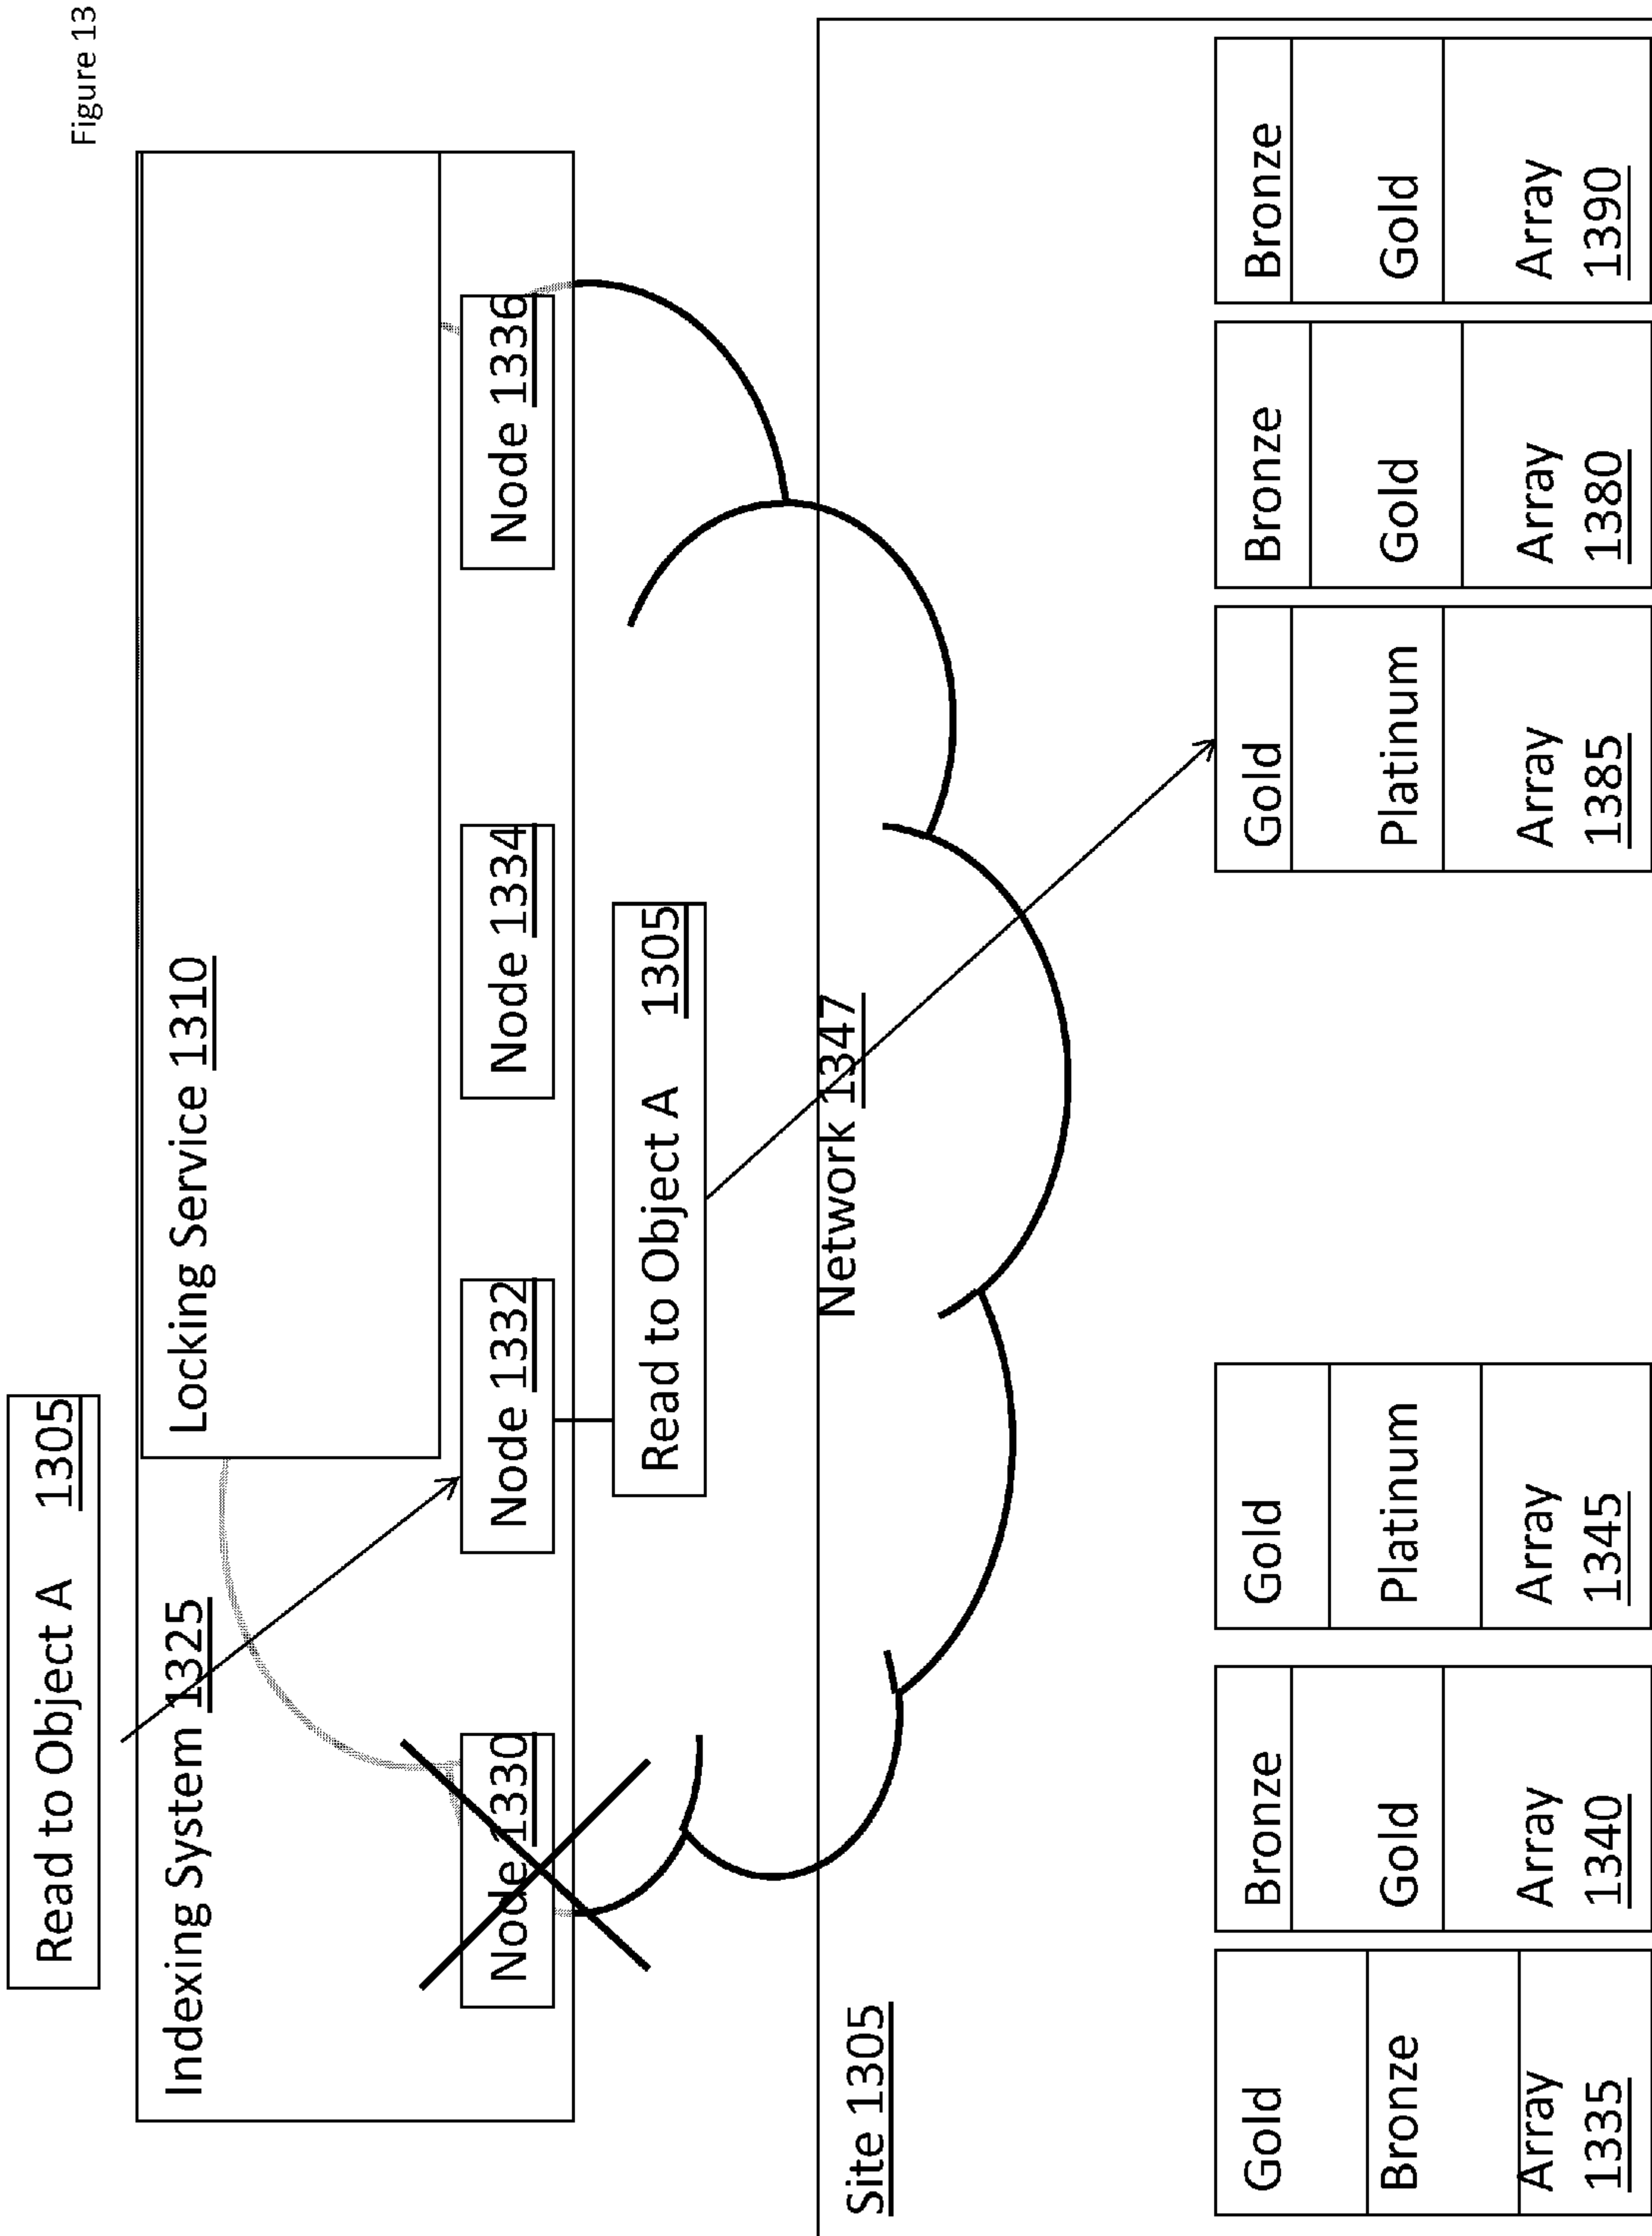 Figure 13
Read to Object A 1305
Indexing System 1325
Locking Service 1310
Node 1330
Node 1332
Node 1334
Node 1336
Read to Object A 1305
Network 1347
Site 1305
Gold
Bronze
Array
1335
Bronze
Gold
Array
1340
Gold
Platinum
Array
1345
Gold
Platinum
Array
1385
Bronze
Gold
Array
1380
Bronze
Gold
Array
1390